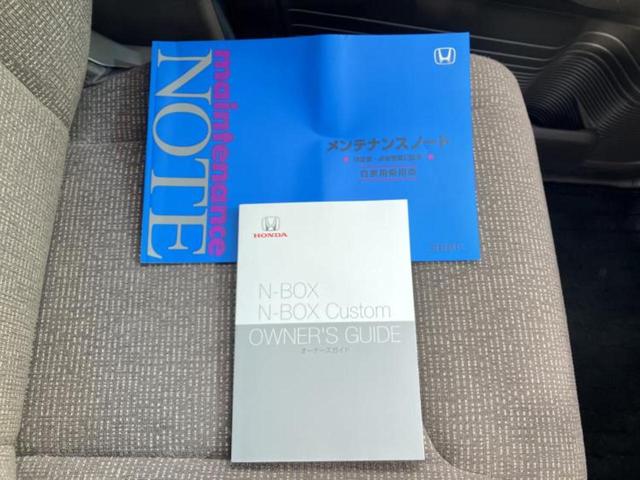 maintenance
NOTE
メンテナンスノート
自家用乗用車
HONDA
N-BOX
N-BOX Custom
OWNER'S GUIDE
オーナーズガイド